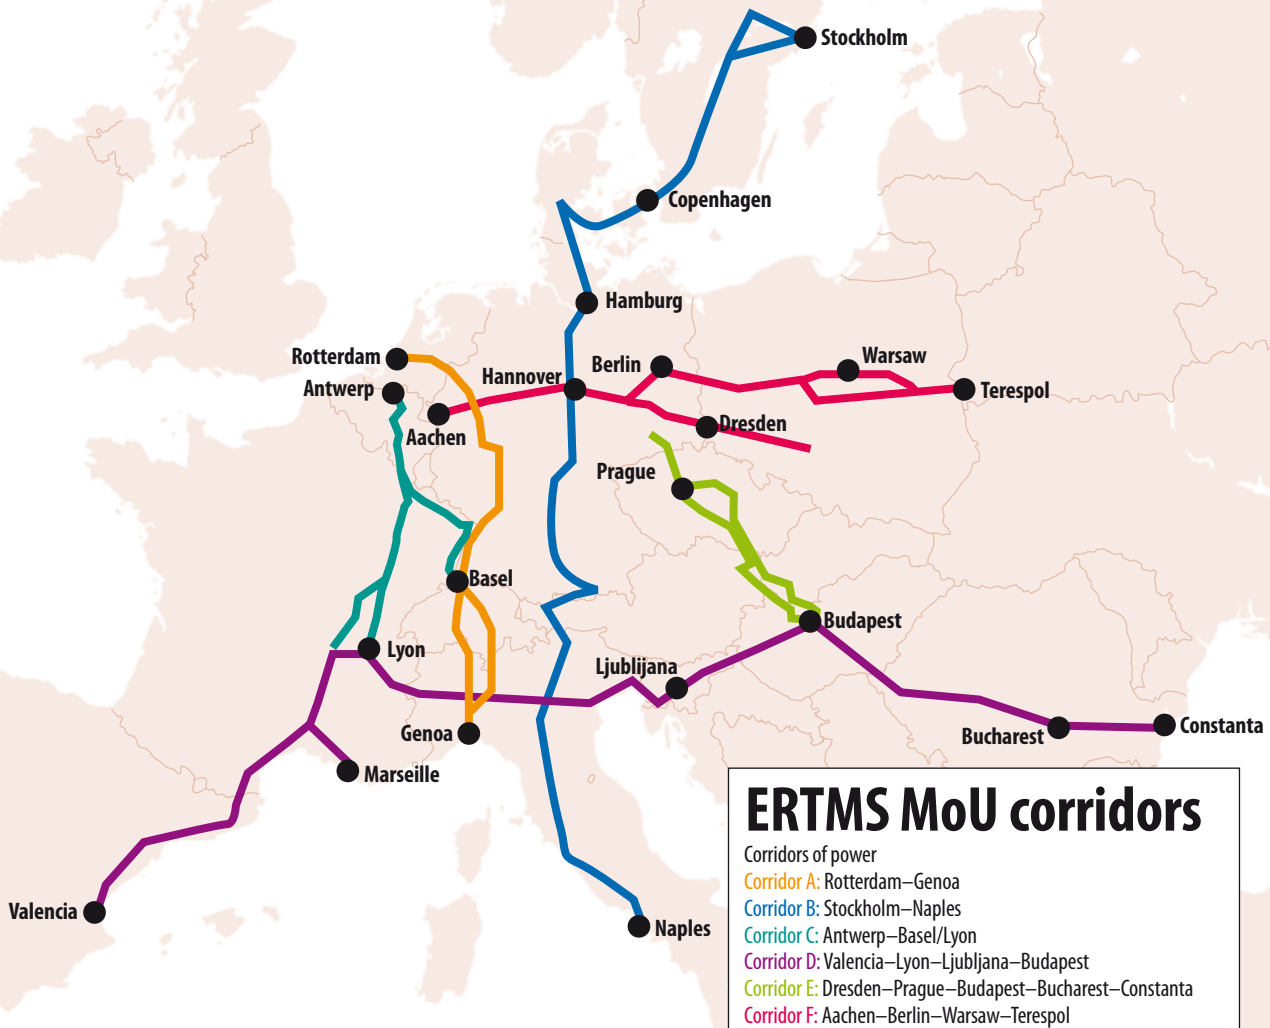 Stockholm
Copenhagen
Hamburg
Rotterdam
Antwerp
Aachen
Hannover
Berlin
Warsaw
Terespol
Dresden
Prague
Basel
Budapest
Lyon
Ljublijana
Genoa
Marseille
Bucharest
Constanta
Valencia
Naples
ERTMS MoU corridors
Corridors of power
Corridor A: Rotterdam–Genoa
Corridor B: Stockholm–Naples
Corridor C: Antwerp–Basel/Lyon
Corridor D: Valencia–Lyon–Ljubljana–Budapest
Corridor E: Dresden–Prague–Budapest–Bucharest–Constanta
Corridor F: Aachen–Berlin–Warsaw–Terespol